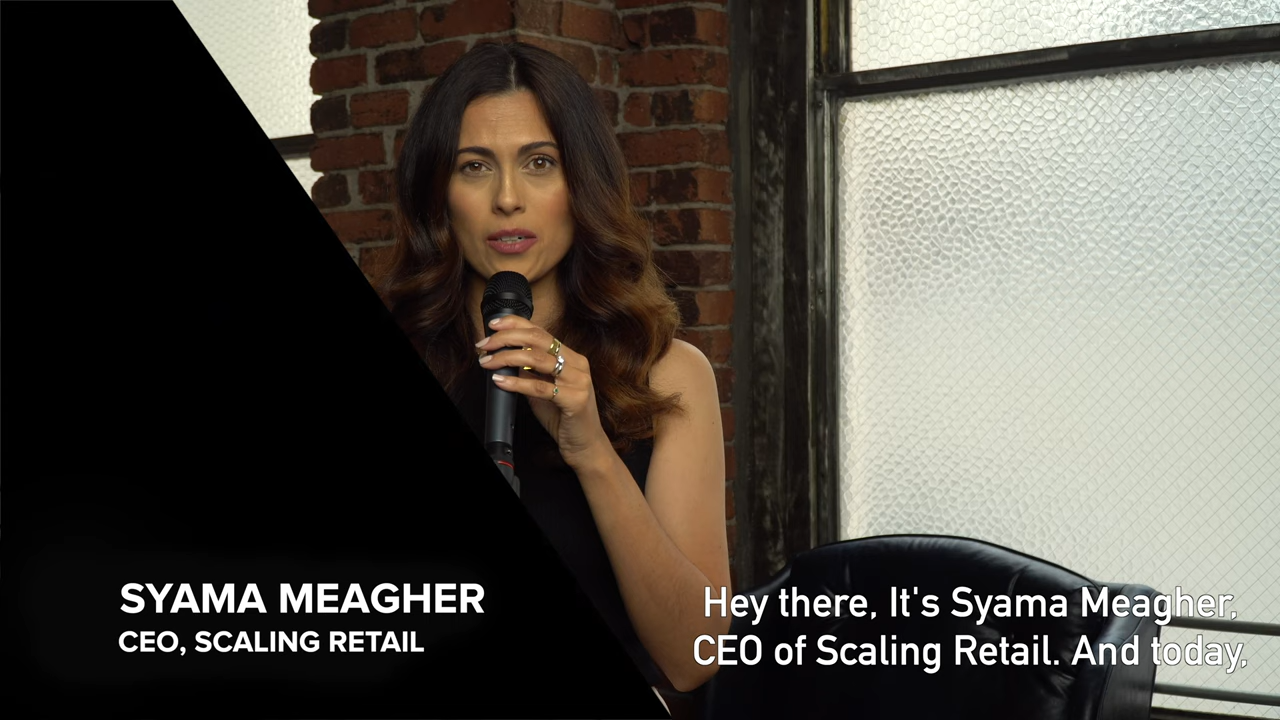 SYAMA MEAGHER
CEO, SCALING RETAIL
Hey there, It's Syama Meagher,
CEO of Scaling Retail. And today,